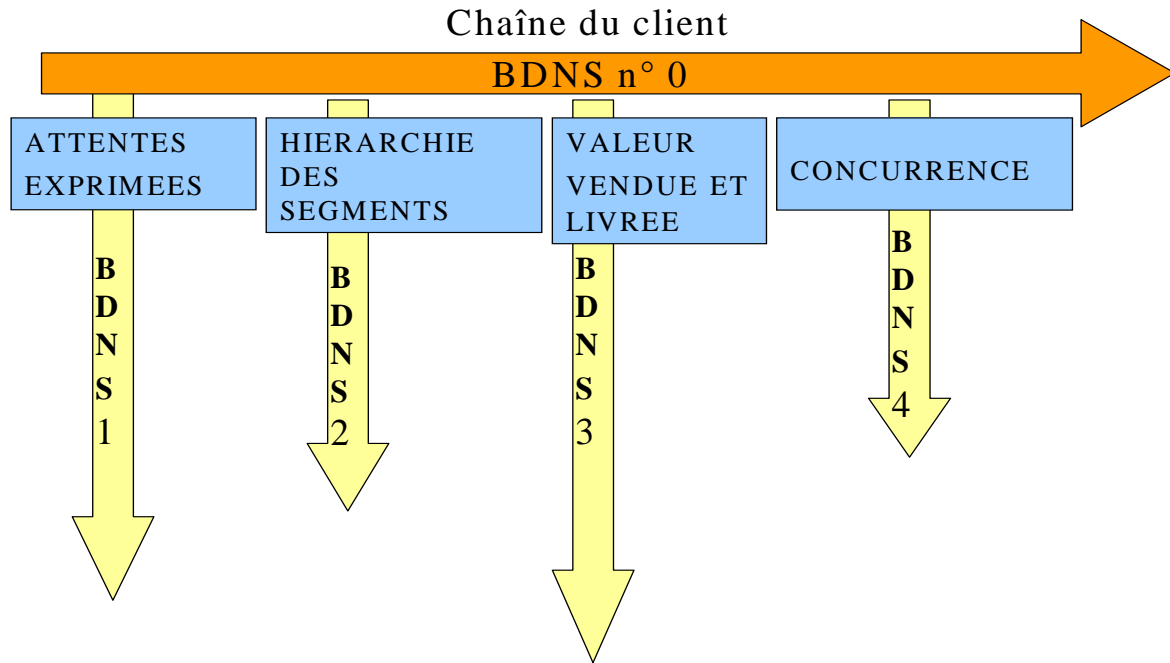 Chaîne du client
BDNS n° 0
ATTENTES
EXPRIMEES
HIERARCHIE
DES
SEGMENTS
VALEUR
VENDUE ET
LIVREE
CONCURRENCE
B
D
N
S
1
B
D
N
S
2
B
D
N
S
3
B
D
N
S
4